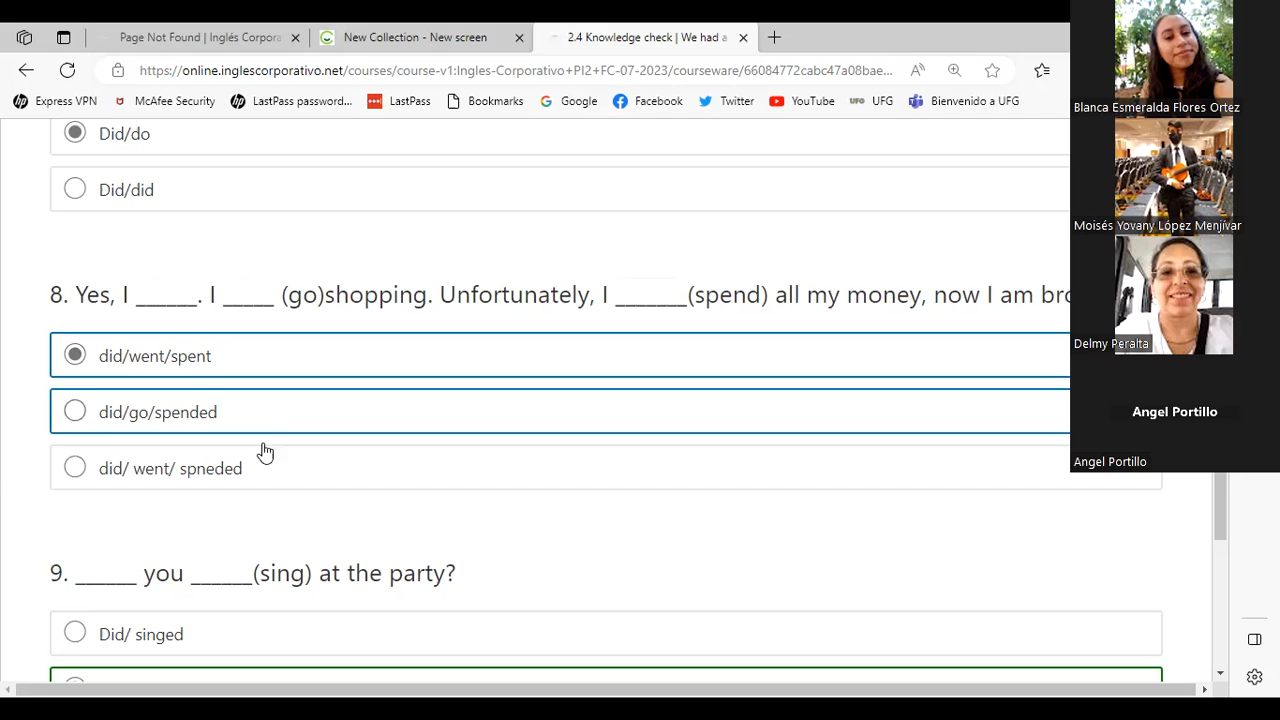 Page Not Found | Inglés Corpora
New Collection - New screen
2.4 Knowledge check | We had a
https://online.inglescorporativo.net/courses/course-v1:Ingles-Corporativo+PI2+FC-07-2023/courseware/66084772cabc47a08bae...
Express VPN
McAfee Security
LastPass password...
LastPass
Bookmarks
Google
Facebook
Twitter
YouTube
UFG
Bienvenido a UFG
Did/do
Did/did
8. Yes, I ______. I _____ (go)shopping. Unfortunately, I _______(spend) all my money, now I am bro
did/went/spent
did/go/spended
did/ went/ spneded
9. ______ you ______(sing) at the party?
Did/ singed
Blanca Esmeralda Flores Ortez
Moisés Yovany López Menjívar
Delmy Peralta
Angel Portillo
Angel Portillo